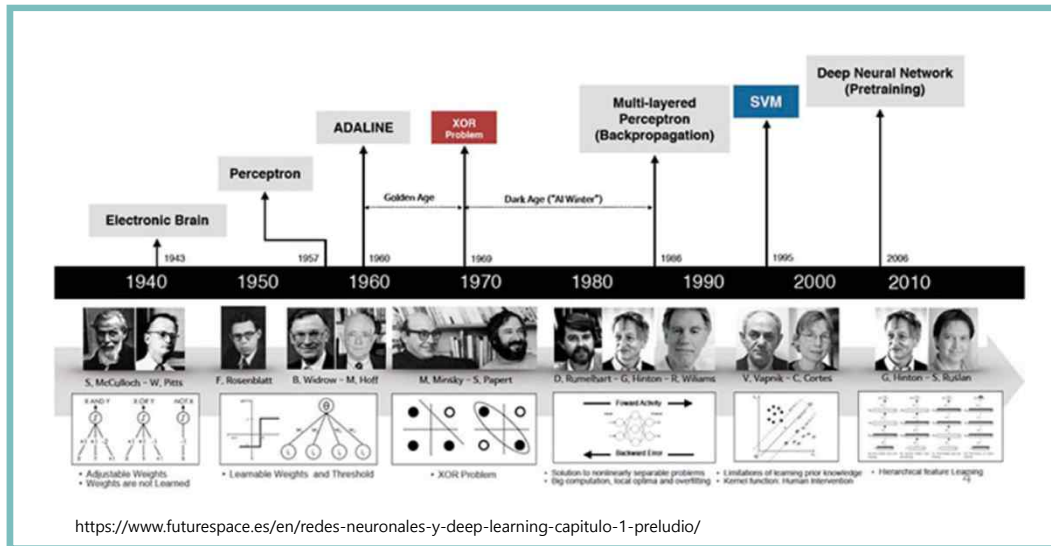 Deep Neural Network
(Pretraining)
Multi-layered
Perceptron
(Backpropagation)
SVM
ADALINE
XOR
Problem
Perceptron
Golden Age
Dark Age ("AI Winter")
Electronic Brain
1943
1957
1960
1969
1986
1995
2006
1940
1950
1960
1970
1980
1990
2000
2010
S. McCulloch – W. Pitts
F. Rosenblatt
B. Widrow – M. Hoff
M. Minsky – S. Papert
D. Rumelhart – G. Hinton – R. Wiliams
V. Vapnik – C. Cortes
G. Hinton – S. Ruslan
X AND Y
X OR Y
NOT X
Foward Activity
Backward Error
• Adjustable Weights
• Weights are not Learned
• Learnable Weights and Threshold
• XOR Problem
• Solution to nonlinearly separable problems
• Big computation, local optima and overfitting
• Limitations of learning prior knowledge
• Kernel function: Human Intervention
• Hierarchical feature Learning
4
https://www.futurespace.es/en/redes-neuronales-y-deep-learning-capitulo-1-preludio/